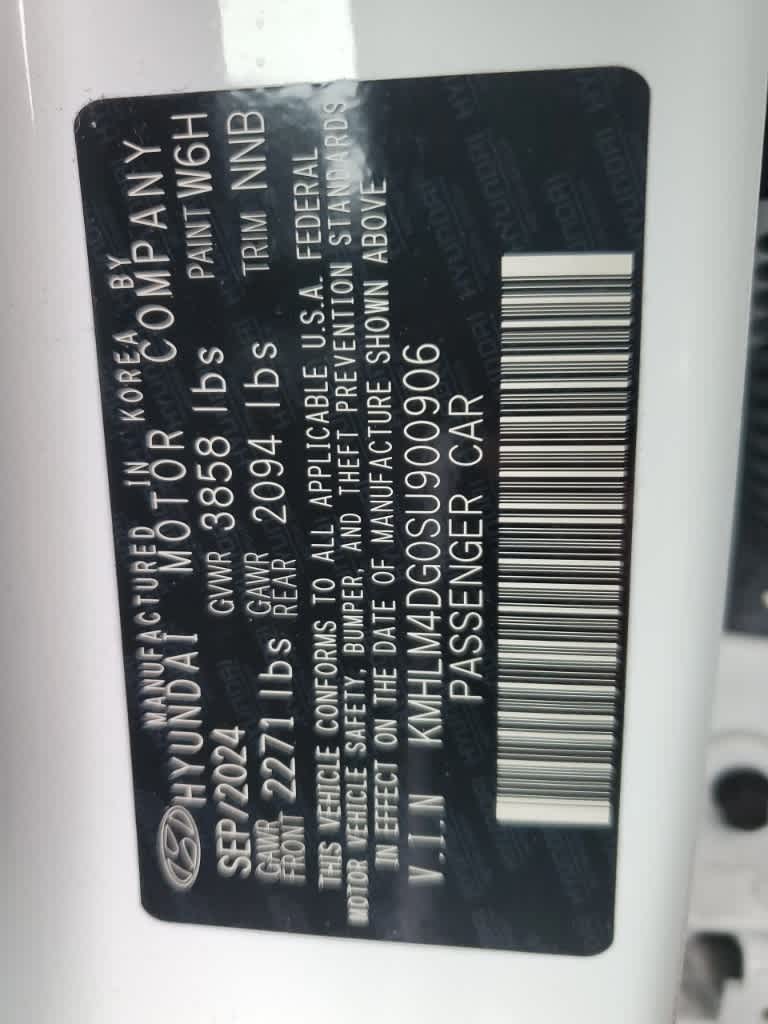 MANUFACTURED IN KOREA BY
HYUNDAI MOTOR COMPANY
SEP/2024 GVWR 3858 lbs PAINT W6H
GAWR FRONT 2271 lbs GAWR REAR 2094 lbs TRIM NNB
THIS VEHICLE CONFORMS TO ALL APPLICABLE U.S.A. FEDERAL
MOTOR VEHICLE SAFETY, BUMPER, AND THEFT PREVENTION STANDARDS
IN EFFECT ON THE DATE OF MANUFACTURE SHOWN ABOVE
V.I.N KMHLM4DG0SU900906
PASSENGER CAR